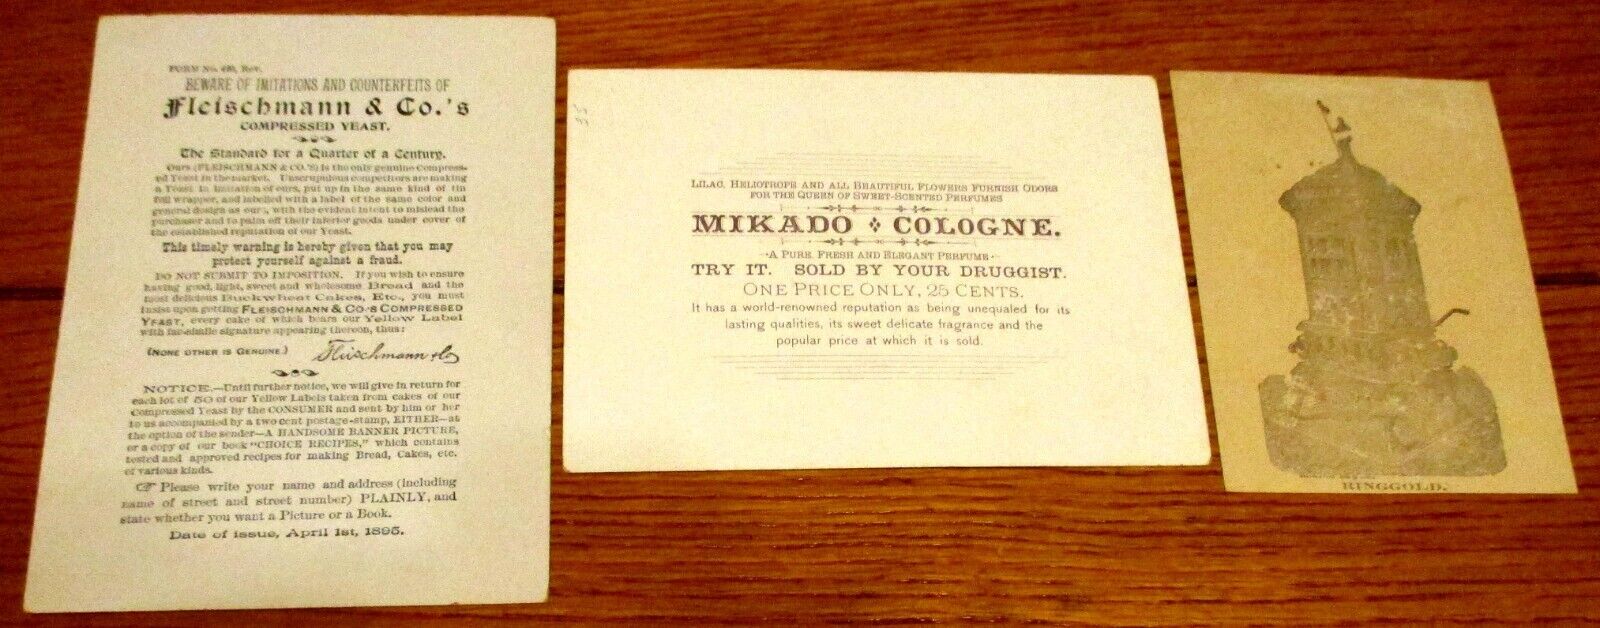 FORM No. 490, Rev.
BEWARE OF IMITATIONS AND COUNTERFEITS OF
Fleischmann & Co.'s
COMPRESSED YEAST.
The Standard for a Quarter of a Century.
Ours (FLEISCHMANN & CO.'S) is the only genuine Compress-
ed Yeast in the market. Unscrupulous competitors are making
a Yeast in imitation of ours, put up in the same kind of tin
foil wrapper, and labelled with a label of the same color and
general design as ours, with the evident intent to mislead the
purchaser and to palm off their inferior goods under cover of
the established reputation of our Yeast.
This timely warning is hereby given that you may
protect yourself against a fraud.
DO NOT SUBMIT TO IMPOSITION. If you wish to ensure
having good, light, sweet and wholesome Bread and the
most delicious Buckwheat Cakes, Etc., you must
insist upon getting FLEISCHMANN & CO.'S COMPRESSED
YEAST, every cake of which bears our Yellow Label
with fac-simile signature appearing thereon, thus:
(NONE OTHER IS GENUINE.) Fleischmann & Co
NOTICE.—Until further notice, we will give in return for
each lot of 50 of our Yellow Labels taken from cakes of our
Compressed Yeast by the CONSUMER and sent by him or her
to us accompanied by a two cent postage-stamp, EITHER—at
the option of the sender—A HANDSOME BANNER PICTURE,
or a copy of our book "CHOICE RECIPES," which contains
tested and approved recipes for making Bread, Cakes, etc.
of various kinds.
☞ Please write your name and address (including
name of street and street number) PLAINLY, and
state whether you want a Picture or a Book.
Date of issue, April 1st, 1895.
LILAC, HELIOTROPE AND ALL BEAUTIFUL FLOWERS FURNISH ODORS
FOR THE QUEEN OF SWEET-SCENTED PERFUMES
MIKADO COLOGNE.
A PURE, FRESH AND ELEGANT PERFUME
TRY IT. SOLD BY YOUR DRUGGIST.
ONE PRICE ONLY, 25 CENTS.
It has a world-renowned reputation as being unequaled for its
lasting qualities, its sweet delicate fragrance and the
popular price at which it is sold.
RINGGOLD.